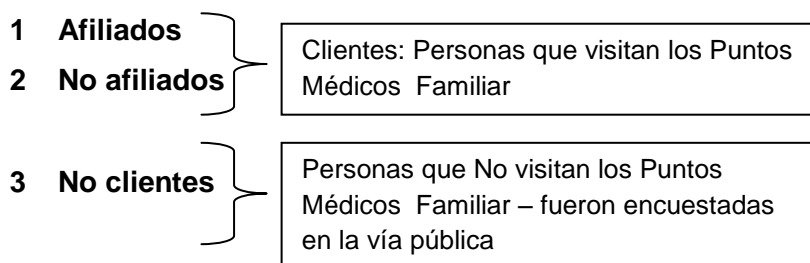 1 Afiliados
2 No afiliados
Clientes: Personas que visitan los Puntos
Médicos Familiar
3 No clientes
Personas que No visitan los Puntos
Médicos Familiar – fueron encuestadas
en la vía pública